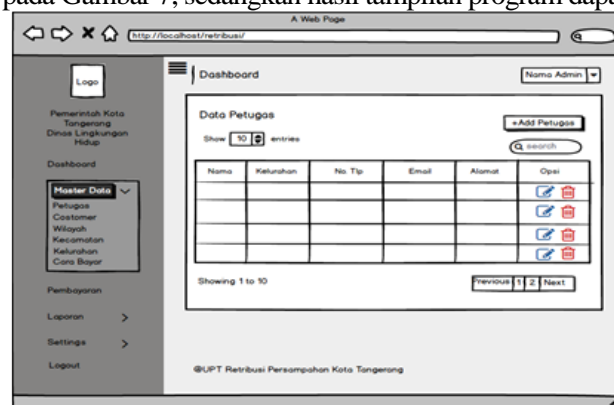 pada Gambar 7, sedangkan hasil tampilan program dapa
A Web Page
http://localhost/retribusi/
Logo
Pemerintah Kota
Tangerang
Dinas Lingkungan
Hidup
Dashboard
Master Data
Petugas
Costomer
Wilayah
Kecamatan
Kelurahan
Cara Bayar
Pembayaran
Laporan
Settings
Logout
Dashboard
Nama Admin
Data Petugas
+Add Petugas
Show 10 entries
search
Nama Kelurahan No. Tlp Email Alamat Opsi
Showing 1 to 10
Previous 1 2 Next
@UPT Retribusi Persampahan Kota Tangerang